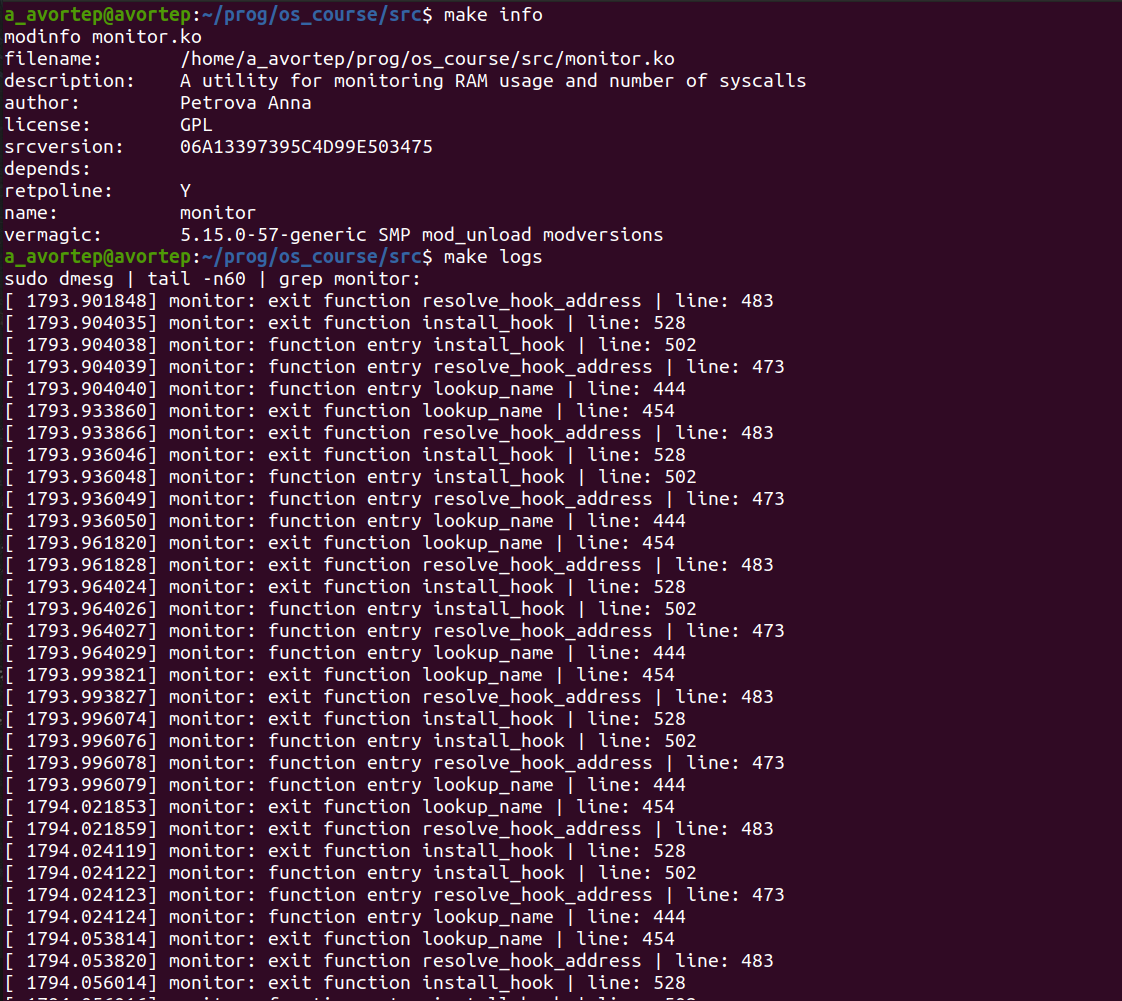 a_avortep@avortep:~/prog/os_course/src$ make info
modinfo monitor.ko
filename:       /home/a_avortep/prog/os_course/src/monitor.ko
description:    A utility for monitoring RAM usage and number of syscalls
author:         Petrova Anna
license:        GPL
srcversion:     06A13397395C4D99E503475
depends:
retpoline:      Y
name:           monitor
vermagic:       5.15.0-57-generic SMP mod_unload modversions
a_avortep@avortep:~/prog/os_course/src$ make logs
sudo dmesg | tail -n60 | grep monitor:
[ 1793.901848] monitor: exit function resolve_hook_address | line: 483
[ 1793.904035] monitor: exit function install_hook | line: 528
[ 1793.904038] monitor: function entry install_hook | line: 502
[ 1793.904039] monitor: function entry resolve_hook_address | line: 473
[ 1793.904040] monitor: function entry lookup_name | line: 444
[ 1793.933860] monitor: exit function lookup_name | line: 454
[ 1793.933866] monitor: exit function resolve_hook_address | line: 483
[ 1793.936046] monitor: exit function install_hook | line: 528
[ 1793.936048] monitor: function entry install_hook | line: 502
[ 1793.936049] monitor: function entry resolve_hook_address | line: 473
[ 1793.936050] monitor: function entry lookup_name | line: 444
[ 1793.961820] monitor: exit function lookup_name | line: 454
[ 1793.961828] monitor: exit function resolve_hook_address | line: 483
[ 1793.964024] monitor: exit function install_hook | line: 528
[ 1793.964026] monitor: function entry install_hook | line: 502
[ 1793.964027] monitor: function entry resolve_hook_address | line: 473
[ 1793.964029] monitor: function entry lookup_name | line: 444
[ 1793.993821] monitor: exit function lookup_name | line: 454
[ 1793.993827] monitor: exit function resolve_hook_address | line: 483
[ 1793.996074] monitor: exit function install_hook | line: 528
[ 1793.996076] monitor: function entry install_hook | line: 502
[ 1793.996078] monitor: function entry resolve_hook_address | line: 473
[ 1793.996079] monitor: function entry lookup_name | line: 444
[ 1794.021853] monitor: exit function lookup_name | line: 454
[ 1794.021859] monitor: exit function resolve_hook_address | line: 483
[ 1794.024119] monitor: exit function install_hook | line: 528
[ 1794.024122] monitor: function entry install_hook | line: 502
[ 1794.024123] monitor: function entry resolve_hook_address | line: 473
[ 1794.024124] monitor: function entry lookup_name | line: 444
[ 1794.053814] monitor: exit function lookup_name | line: 454
[ 1794.053820] monitor: exit function resolve_hook_address | line: 483
[ 1794.056014] monitor: exit function install_hook | line: 528